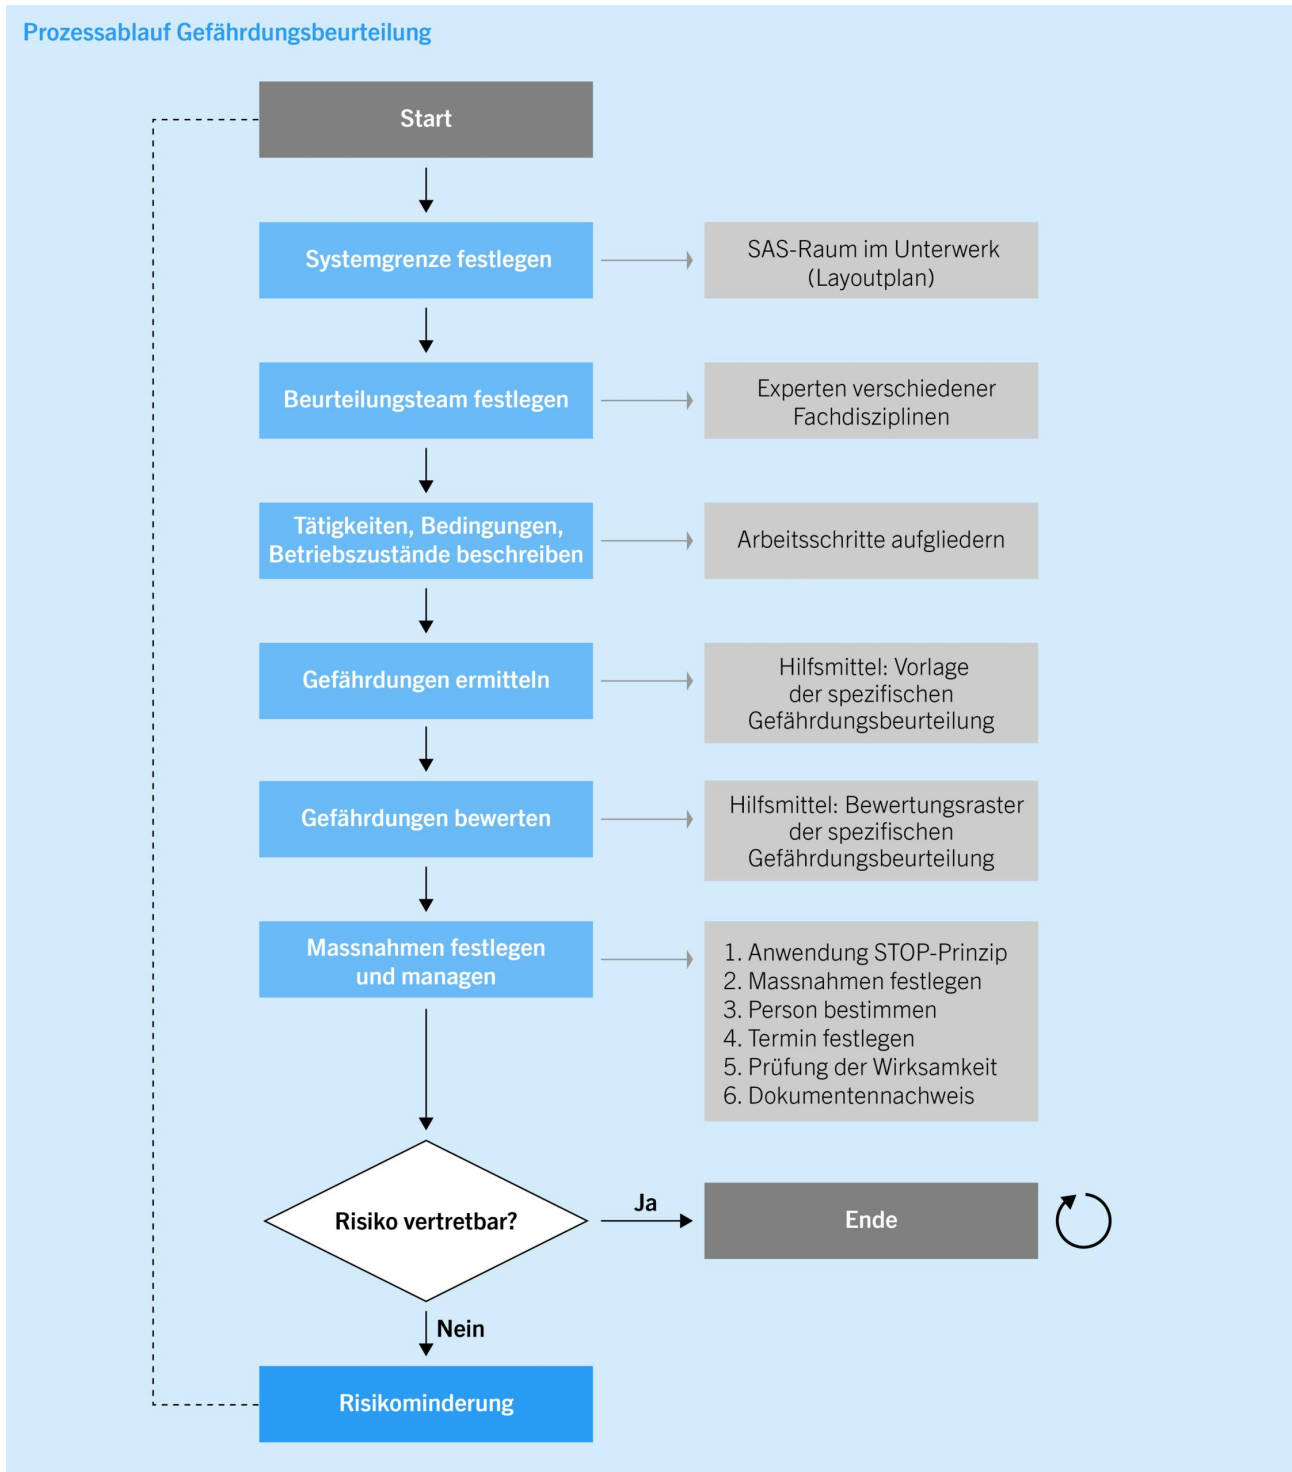 Prozessablauf Gefährdungsbeurteilung
Start
Systemgrenze festlegen
SAS-Raum im Unterwerk
(Layoutplan)
Beurteilungsteam festlegen
Experten verschiedener
Fachdisziplinen
Tätigkeiten, Bedingungen,
Betriebszustände beschreiben
Arbeitsschritte aufgliedern
Gefährdungen ermitteln
Hilfsmittel: Vorlage
der spezifischen
Gefährdungsbeurteilung
Gefährdungen bewerten
Hilfsmittel: Bewertungsraster
der spezifischen
Gefährdungsbeurteilung
Massnahmen festlegen
und managen
1. Anwendung STOP-Prinzip
2. Massnahmen festlegen
3. Person bestimmen
4. Termin festlegen
5. Prüfung der Wirksamkeit
6. Dokumentennachweis
Risiko vertretbar?
Ja
Ende
Nein
Risikominderung